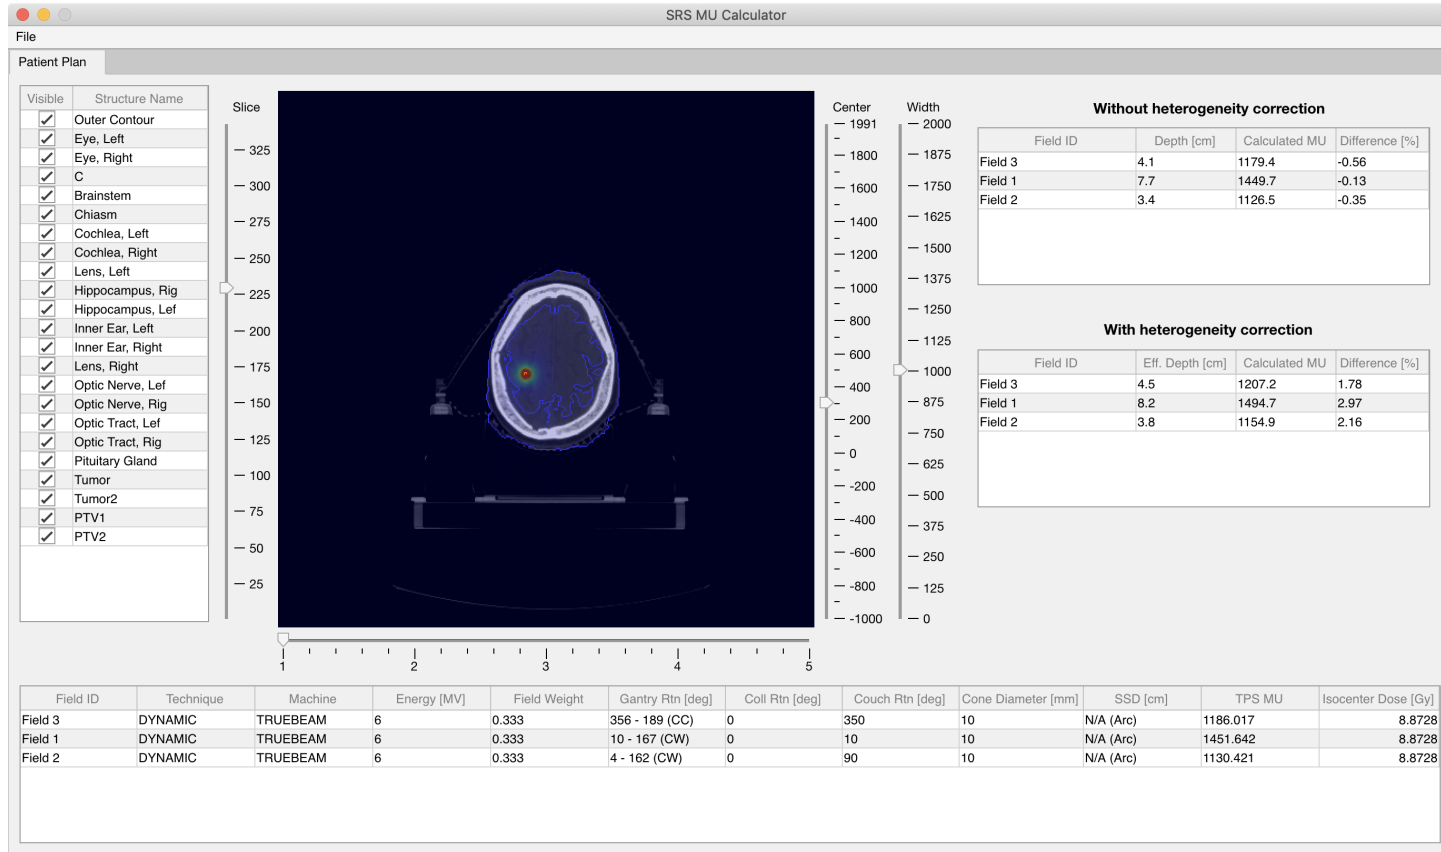 SRS MU Calculator
File
Patient Plan
Visible Structure Name
Outer Contour
Eye, Left
Eye, Right
C
Brainstem
Chiasm
Cochlea, Left
Cochlea, Right
Lens, Left
Hippocampus, Rig
Hippocampus, Lef
Inner Ear, Left
Inner Ear, Right
Lens, Right
Optic Nerve, Lef
Optic Nerve, Rig
Optic Tract, Lef
Optic Tract, Rig
Pituitary Gland
Tumor
Tumor2
PTV1
PTV2
Slice
325
300
275
250
225
200
175
150
125
100
75
50
25
1 2 3 4 5
Center
1991
1800
1600
1400
1200
1000
800
600
400
200
0
-200
-400
-600
-800
-1000
Width
2000
1875
1750
1625
1500
1375
1250
1125
1000
875
750
625
500
375
250
125
0
Without heterogeneity correction
Field ID Depth [cm] Calculated MU Difference [%]
Field 3 4.1 1179.4 -0.56
Field 1 7.7 1449.7 -0.13
Field 2 3.4 1126.5 -0.35
With heterogeneity correction
Field ID Eff. Depth [cm] Calculated MU Difference [%]
Field 3 4.5 1207.2 1.78
Field 1 8.2 1494.7 2.97
Field 2 3.8 1154.9 2.16
Field ID Technique Machine Energy [MV] Field Weight Gantry Rtn [deg] Coll Rtn [deg] Couch Rtn [deg] Cone Diameter [mm] SSD [cm] TPS MU Isocenter Dose [Gy]
Field 3 DYNAMIC TRUEBEAM 6 0.333 356 - 189 (CC) 0 350 10 N/A (Arc) 1186.017 8.8728
Field 1 DYNAMIC TRUEBEAM 6 0.333 10 - 167 (CW) 0 10 10 N/A (Arc) 1451.642 8.8728
Field 2 DYNAMIC TRUEBEAM 6 0.333 4 - 162 (CW) 0 90 10 N/A (Arc) 1130.421 8.8728